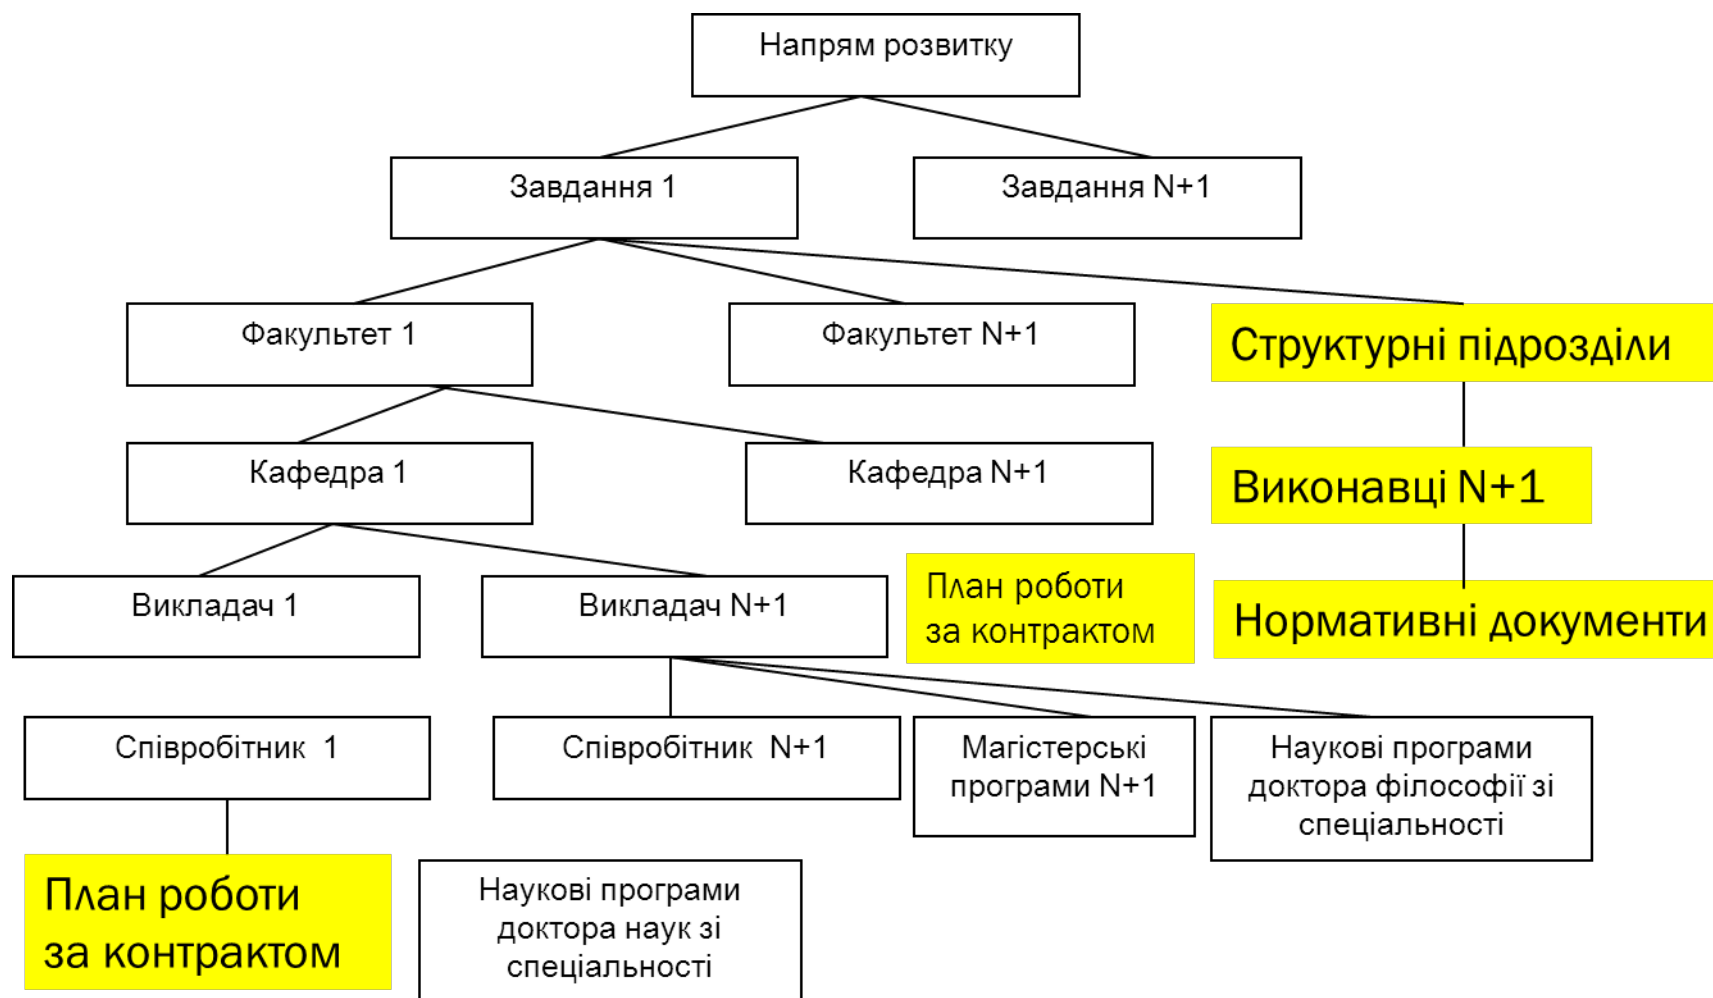 Напрям розвитку
Завдання 1
Завдання N+1
Факультет 1
Факультет N+1
Структурні підрозділи
Кафедра 1
Кафедра N+1
Виконавці N+1
Викладач 1
Викладач N+1
План роботи
за контрактом
Нормативні документи
Співробітник 1
Співробітник N+1
Магістерські
програми N+1
Наукові програми
доктора філософії зі
спеціальності
План роботи
за контрактом
Наукові програми
доктора наук зі
спеціальності